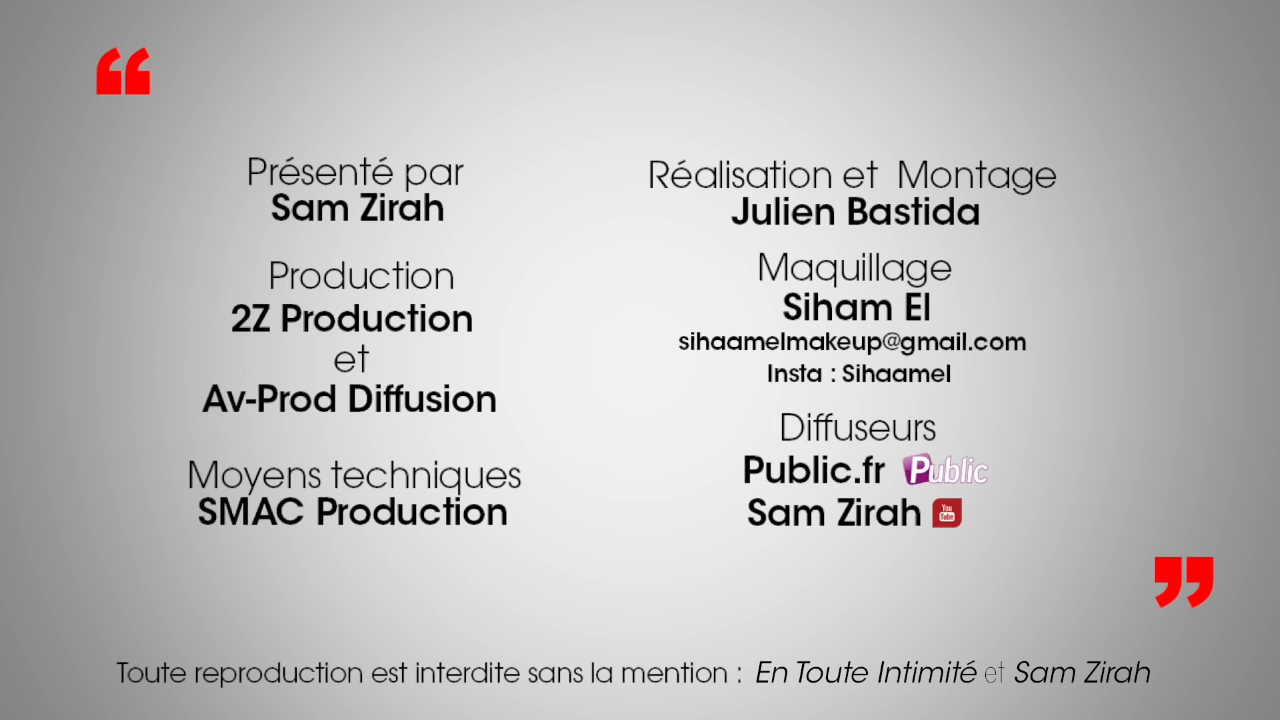 Présenté par
Sam Zirah
Production
2Z Production
et
Av-Prod Diffusion
Moyens techniques
SMAC Production
Réalisation et Montage
Julien Bastida
Maquillage
Siham El
sihaamelmakeup@gmail.com
Insta : Sihaamel
Diffuseurs
Public.fr Public
Sam Zirah You Tube
Toute reproduction est interdite sans la mention : En Toute Intimité et Sam Zirah